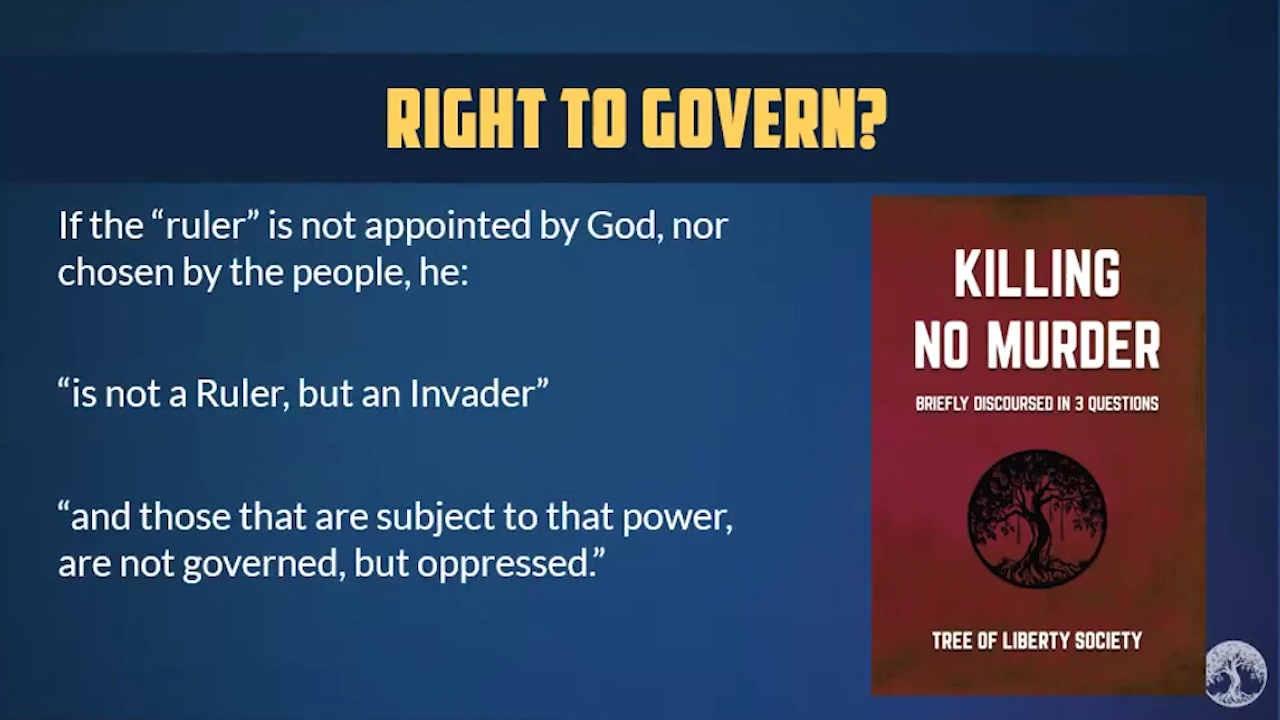 RIGHT TO GOVERN?
If the “ruler” is not appointed by God, nor
chosen by the people, he:
“is not a Ruler, but an Invader”
“and those that are subject to that power,
are not governed, but oppressed.”
KILLING
NO MURDER
BRIEFLY DISCOURSED IN 3 QUESTIONS
TREE OF LIBERTY SOCIETY